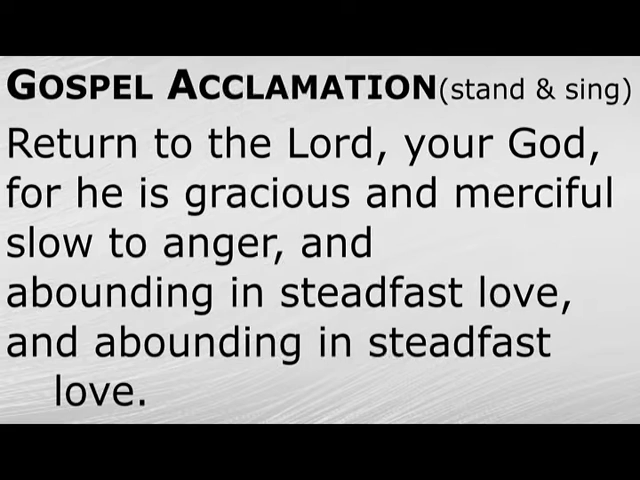 GOSPEL ACCLAMATION(stand & sing)
Return to the Lord, your God,
for he is gracious and merciful
slow to anger, and
abounding in steadfast love,
and abounding in steadfast
love.